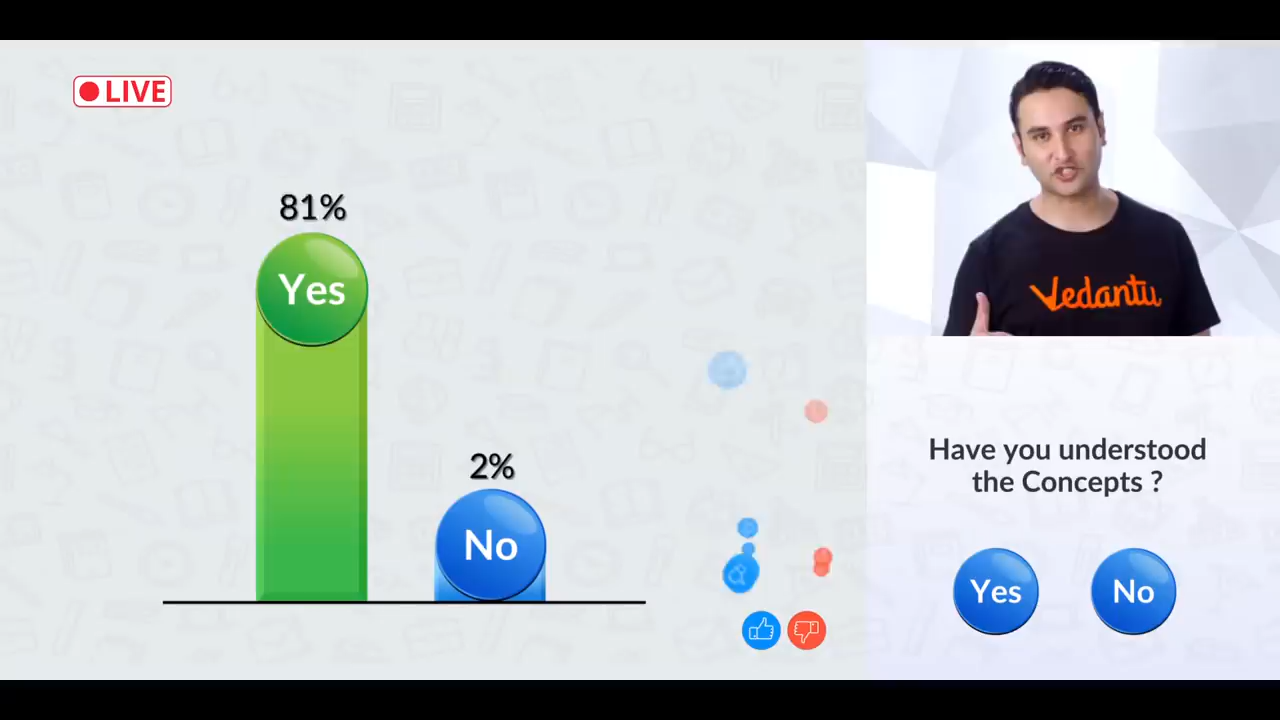 LIVE
81%
Yes
2%
No
Vedantu
Have you understood
the Concepts ?
Yes
No